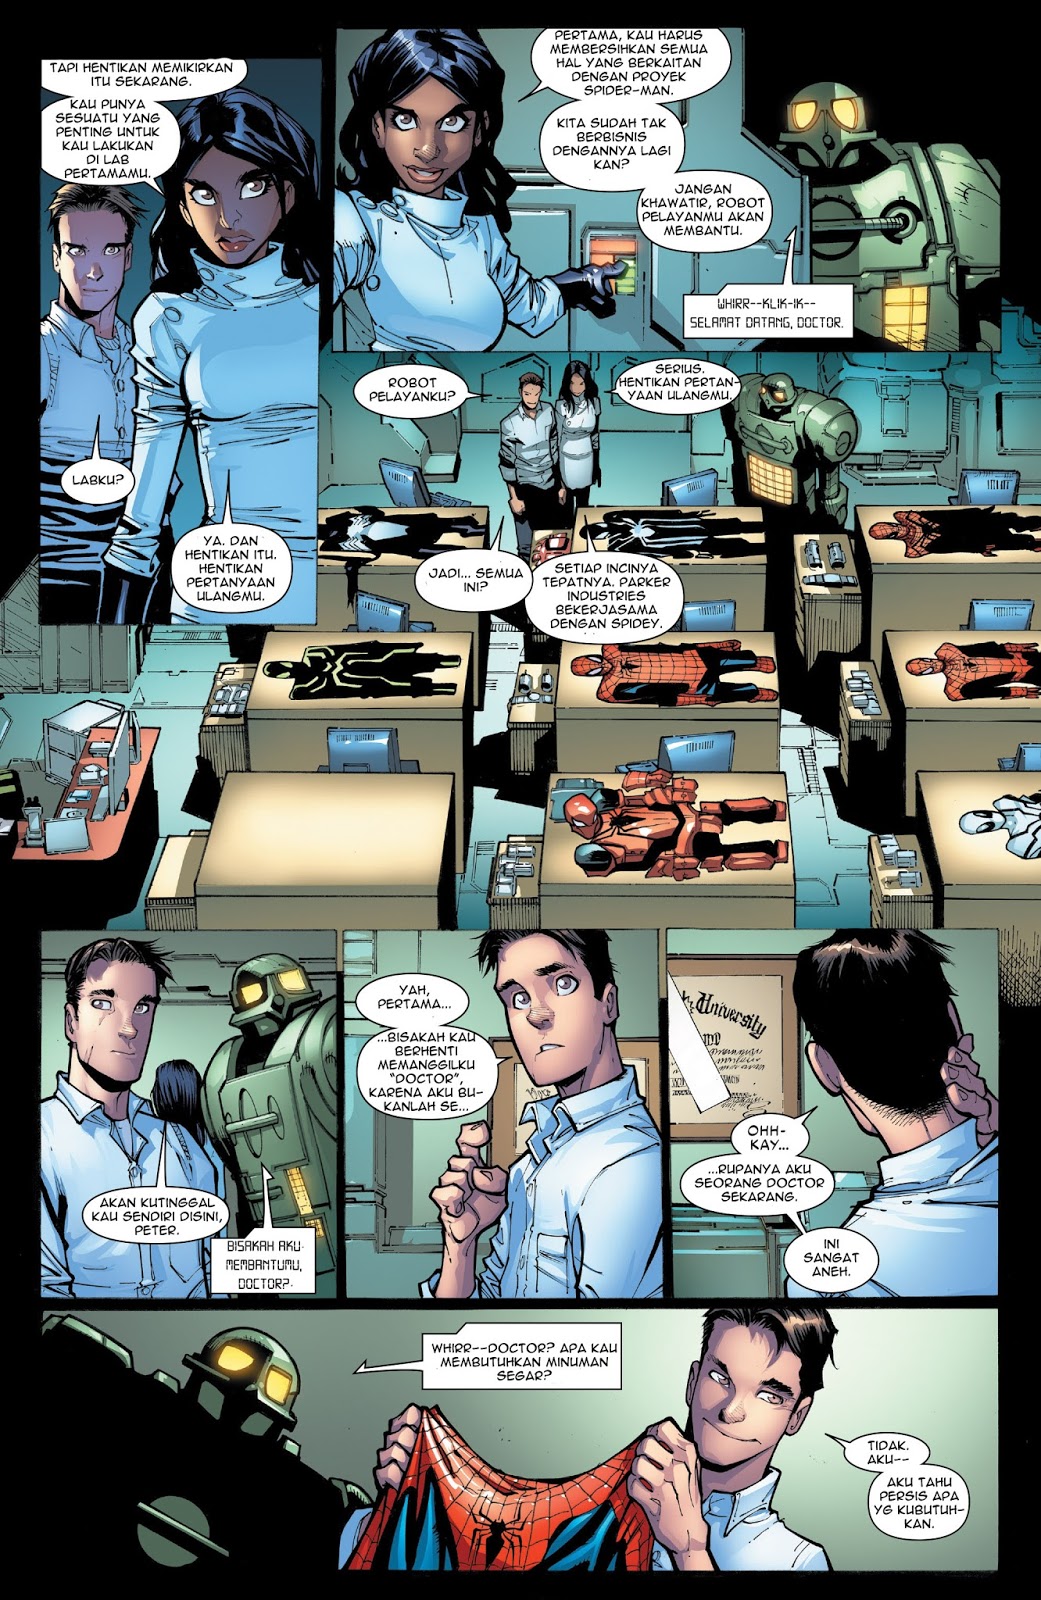 TAPI HENTIKAN MEMIKIRKAN
ITU SEKARANG.
KAU PUNYA
SESUATU YANG
PENTING UNTUK
KAU LAKUKAN
DI LAB
PERTAMAMU.
LABKU?
YA. DAN
HENTIKAN ITU.
HENTIKAN
PERTANYAAN
ULANGMU.
PERTAMA, KAU HARUS
MEMBERSIHKAN SEMUA
HAL YANG BERKAITAN
DENGAN PROYEK
SPIDER-MAN.
KITA SUDAH TAK
BERBISNIS
DENGANNYA LAGI
KAN?
JANGAN
KHAWATIR, ROBOT
PELAYANMU AKAN
MEMBANTU.
WHIRR--KLIK-IK--
SELAMAT DATANG, DOCTOR.
ROBOT
PELAYANKU?
SERIUS.
HENTIKAN PERTAN-
YAAN ULANGMU.
JADI... SEMUA
INI?
SETIAP INCINYA
TEPATNYA. PARKER
INDUSTRIES
BEKERJASAMA
DENGAN SPIDEY.
AKAN KUTINGGAL
KAU SENDIRI DISINI,
PETER.
BISAKAH AKU
MEMBANTUMU,
DOCTOR?
YAH,
PERTAMA...
...BISAKAH KAU
BERHENTI
MEMANGGILKU
"DOCTOR",
KARENA AKU BU-
KANLAH SE...
University
OHH-
KAY...
...RUPANYA AKU
SEORANG DOCTOR
SEKARANG.
INI
SANGAT
ANEH.
WHIRR--DOCTOR? APA KAU
MEMBUTUHKAN MINUMAN
SEGAR?
TIDAK.
AKU--
AKU TAHU
PERSIS APA
YG KUBUTUH-
KAN.